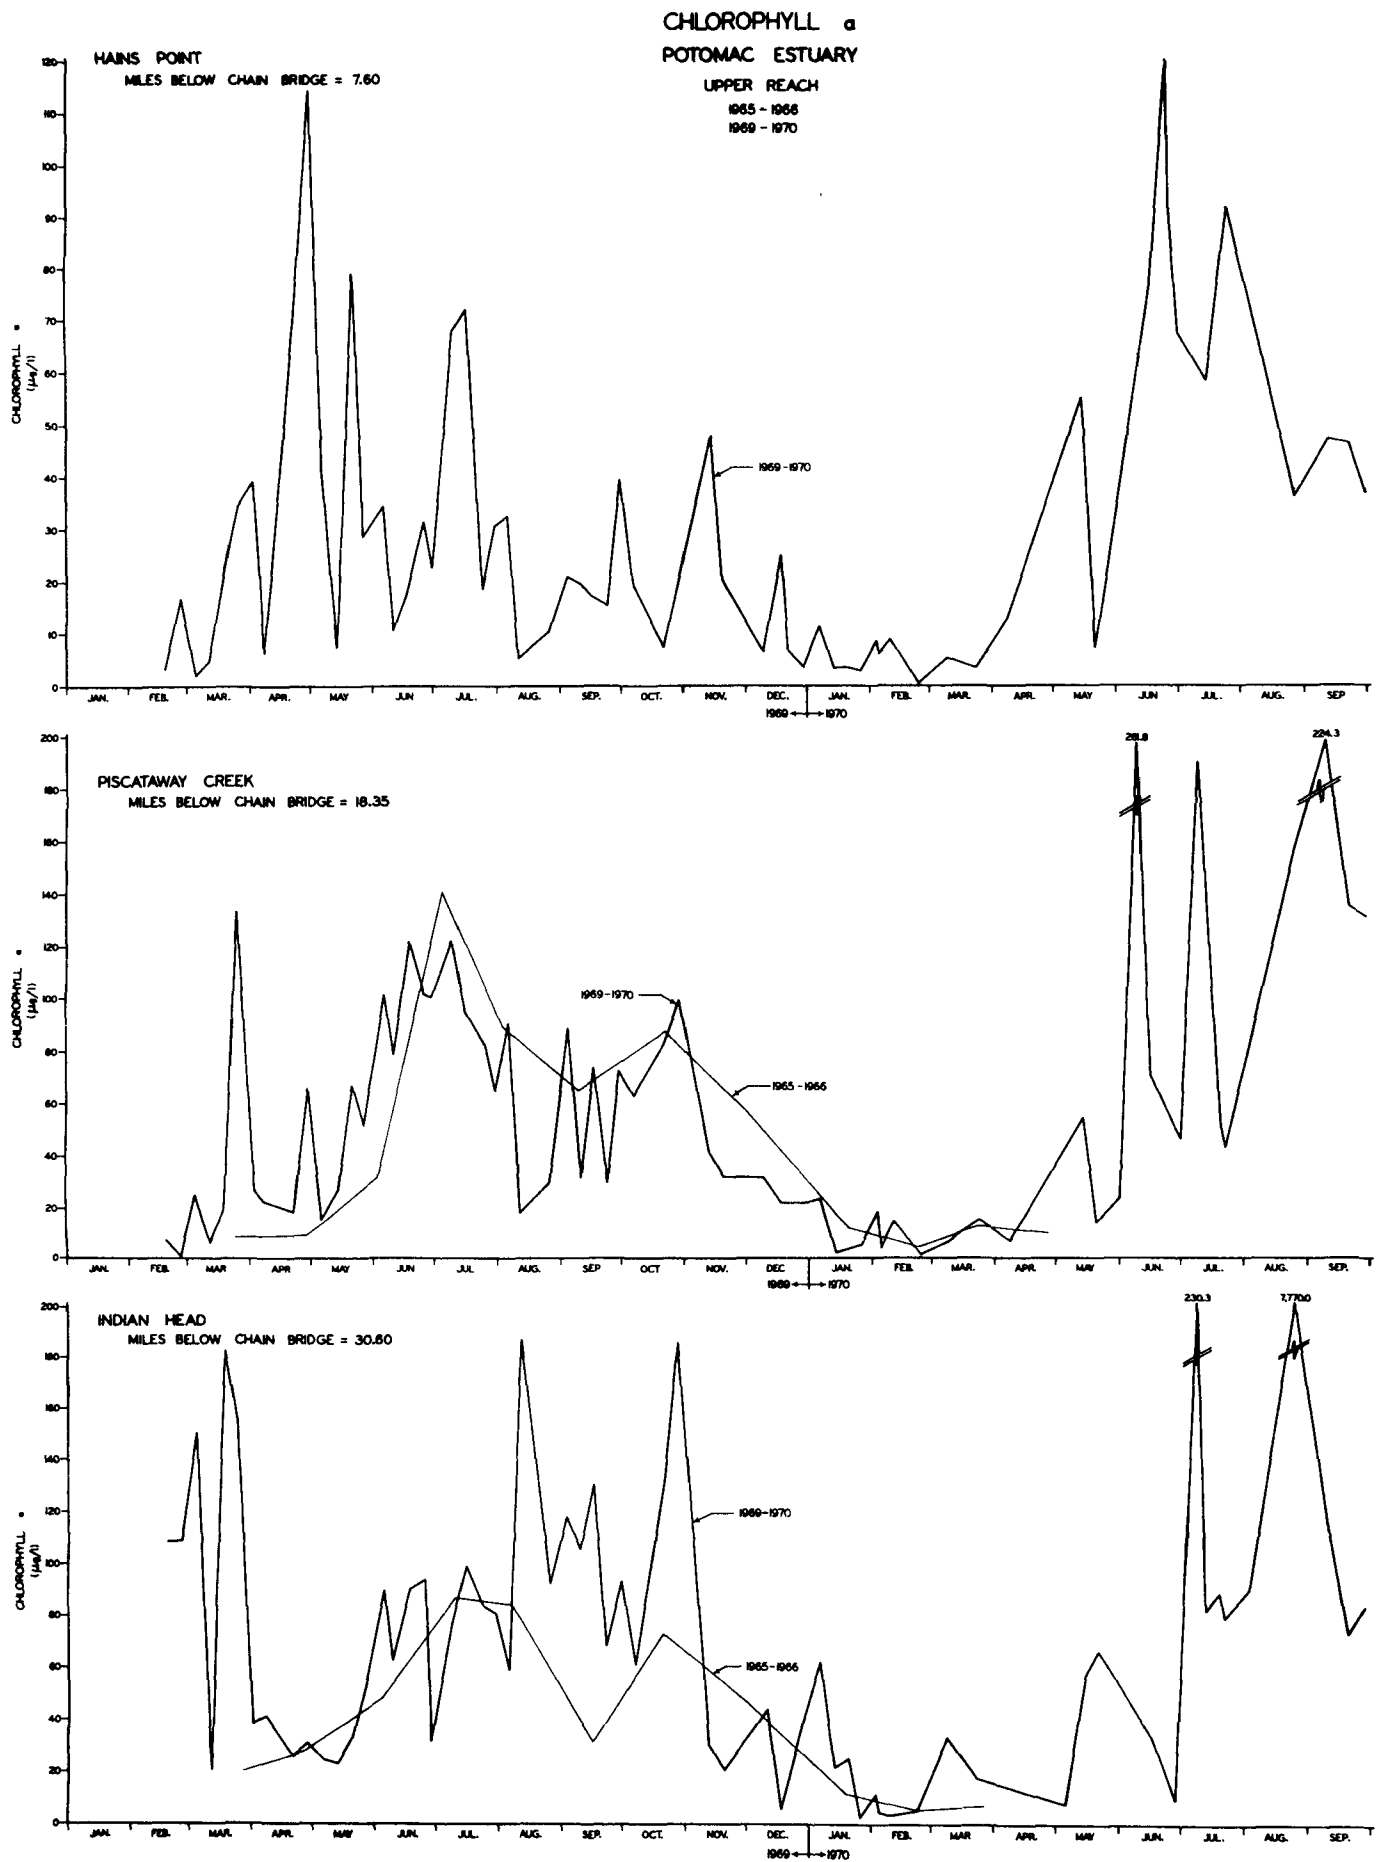 CHLOROPHYLL a
POTOMAC ESTUARY
UPPER REACH
1965 - 1966
1969 - 1970
HAINS POINT
MILES BELOW CHAIN BRIDGE = 7.60
120
110
100
90
80
70
60
50
40
30
20
10
0
CHLOROPHYLL a
(μg/l)
1969-1970
JAN. FEB. MAR. APR. MAY JUN JUL. AUG. SEP. OCT. NOV. DEC. JAN. FEB. MAR. APR. MAY JUN JUL. AUG. SEP
1969 1970
PISCATAWAY CREEK
MILES BELOW CHAIN BRIDGE = 18.35
200
180
160
140
120
100
80
60
40
20
0
CHLOROPHYLL a
(μg/l)
224.3
1969-1970
1965-1966
JAN. FEB. MAR APR. MAY JUN JUL. AUG. SEP OCT NOV. DEC JAN. FEB. MAR. APR. MAY JUN. JUL. AUG. SEP.
1969 1970
INDIAN HEAD
MILES BELOW CHAIN BRIDGE = 30.60
200
180
160
140
120
100
80
60
40
20
0
CHLOROPHYLL a
(μg/l)
230.3
1969-1970
1965-1966
JAN. FEB. MAR. APR. MAY JUN. JUL. AUG. SEP. OCT. NOV. DEC. JAN. FEB. MAR APR. MAY JUN. JUL. AUG. SEP.
1969 1970